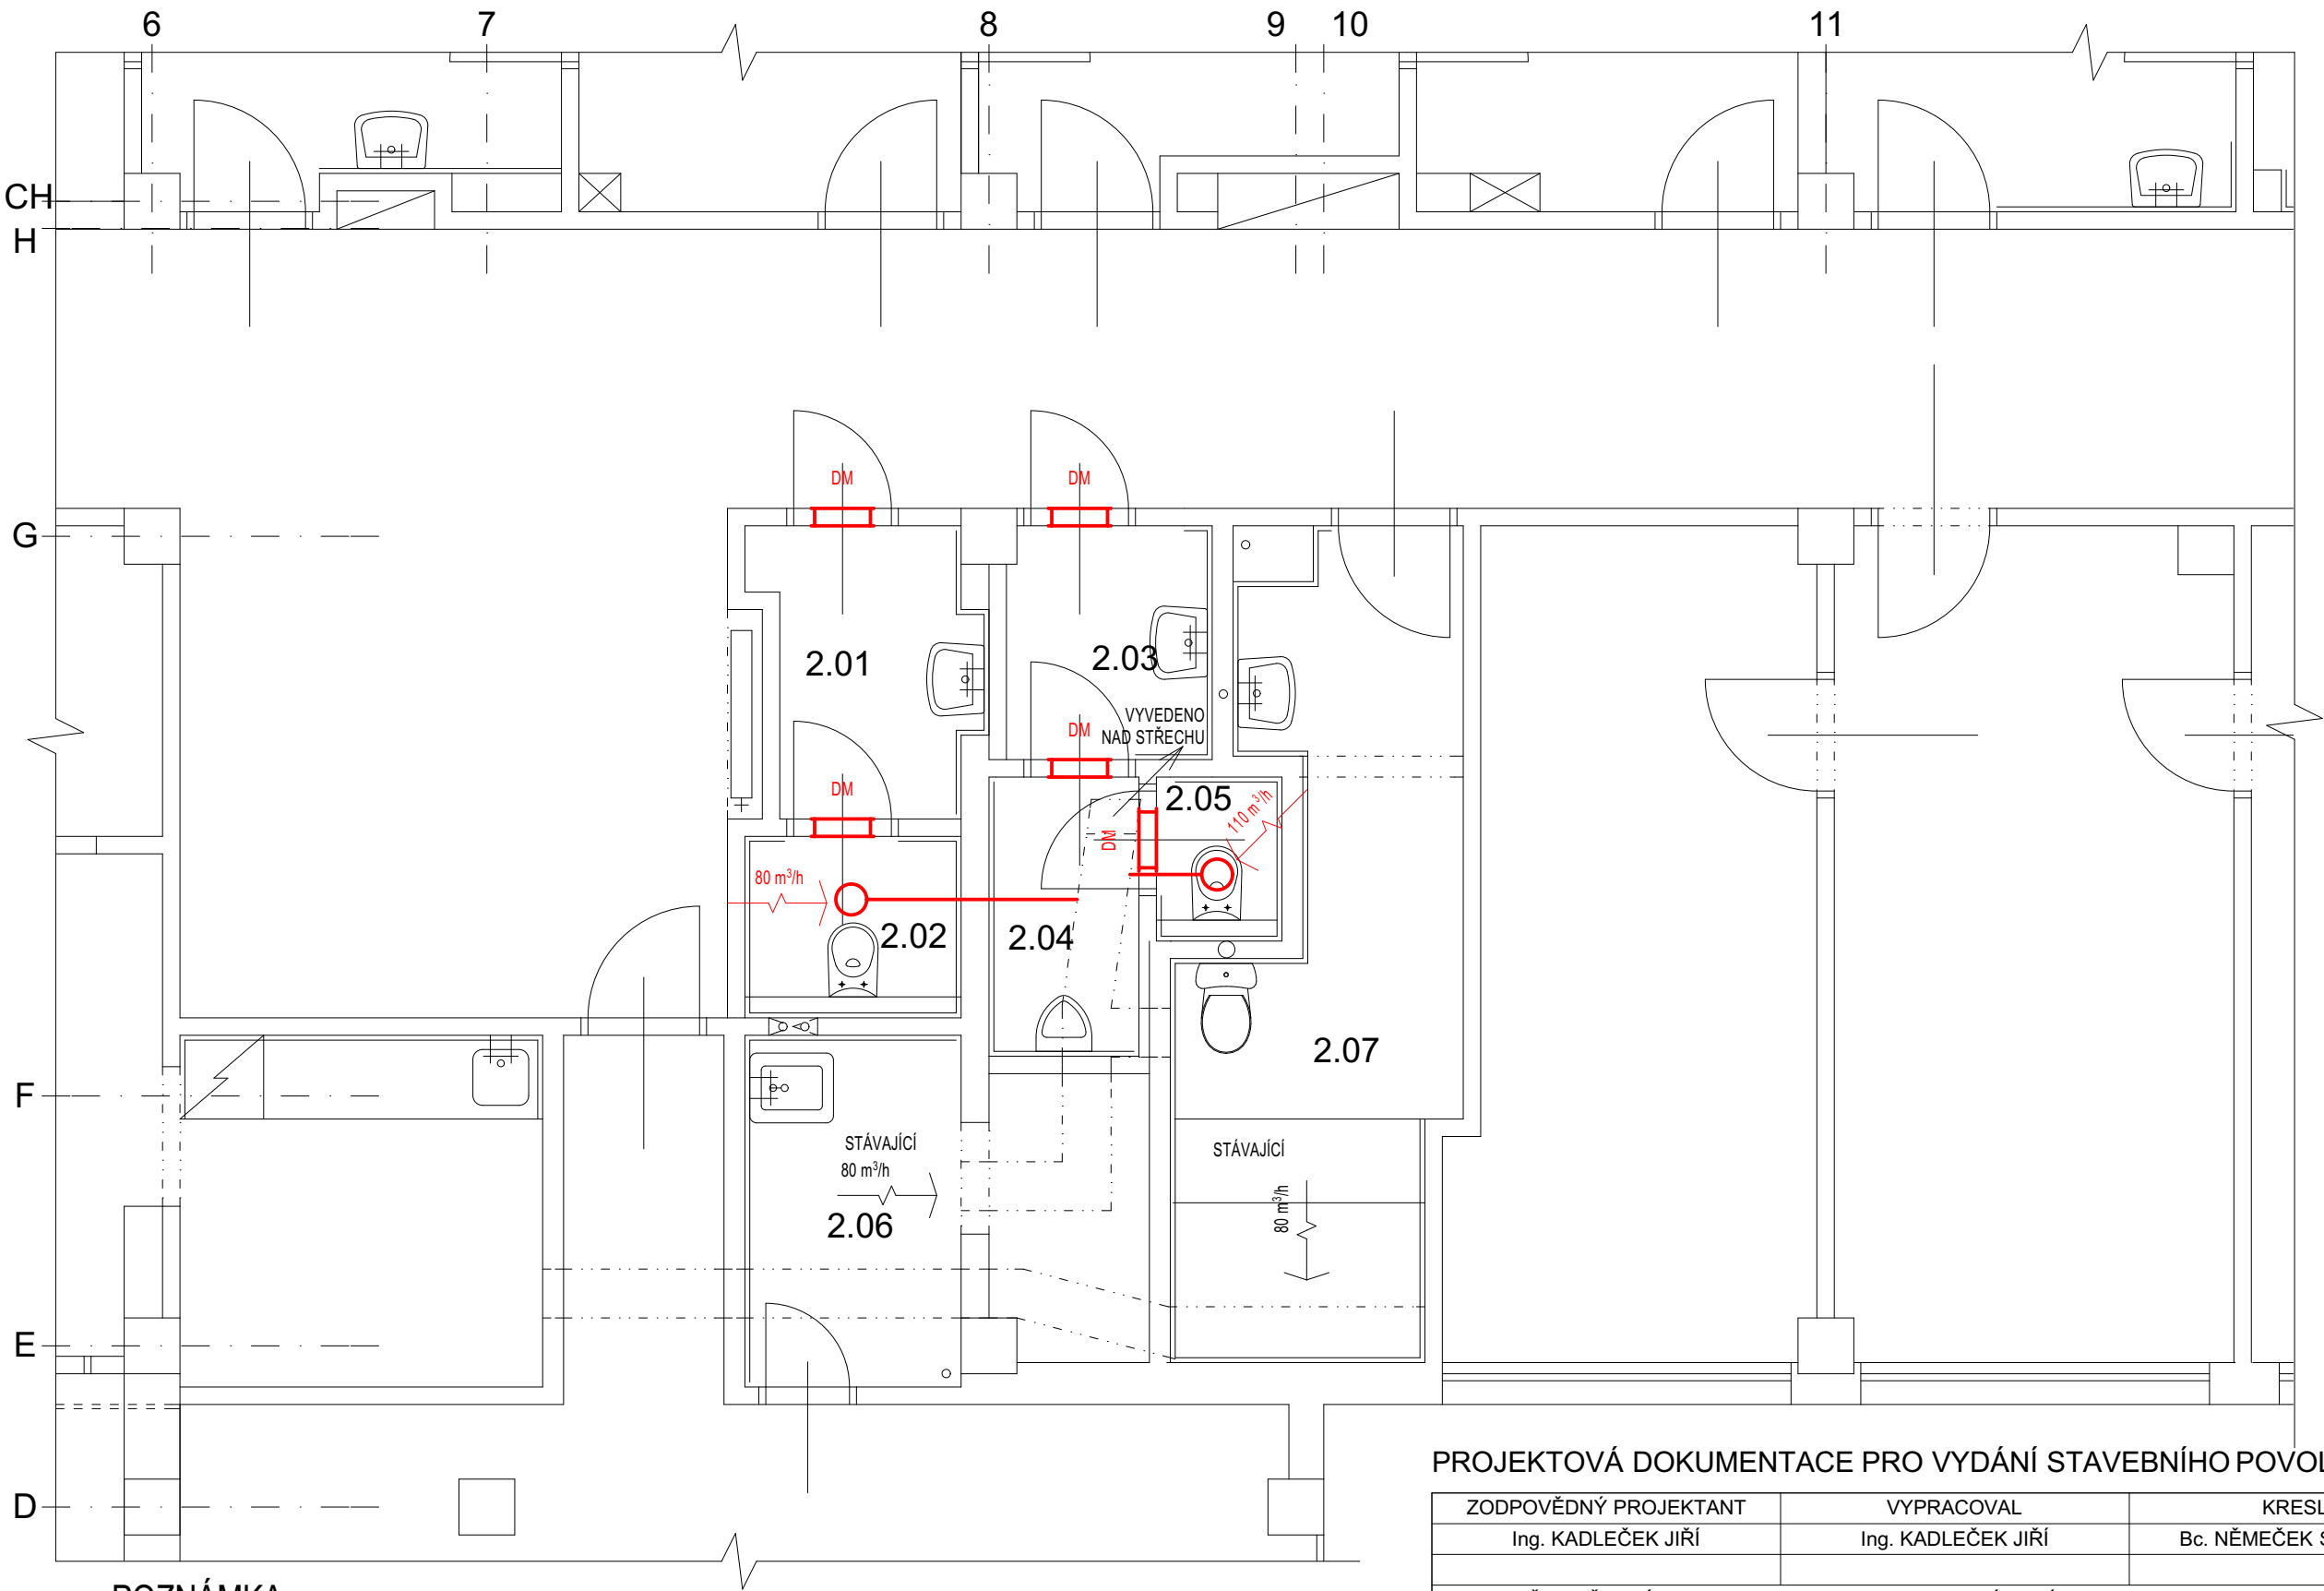 6 7 8 9 10 11
CH
H
DM DM
G
2.01 2.03
VYVEDENO
NAD STŘECHU
DM
DM
2.05
110 m³/h
DM
80 m³/h
2.02 2.04
2.07
F
STÁVAJÍCÍ
80 m³/h
2.06
STÁVAJÍCÍ
80 m³/h
E
D
PROJEKTOVÁ DOKUMENTACE PRO VYDÁNÍ STAVEBNÍHO POVOL
ZODPOVĚDNÝ PROJEKTANT VYPRACOVAL KRESL
Ing. KADLEČEK JIŘÍ Ing. KADLEČEK JIŘÍ Bc. NĚMEČEK S
POZNÁMKA